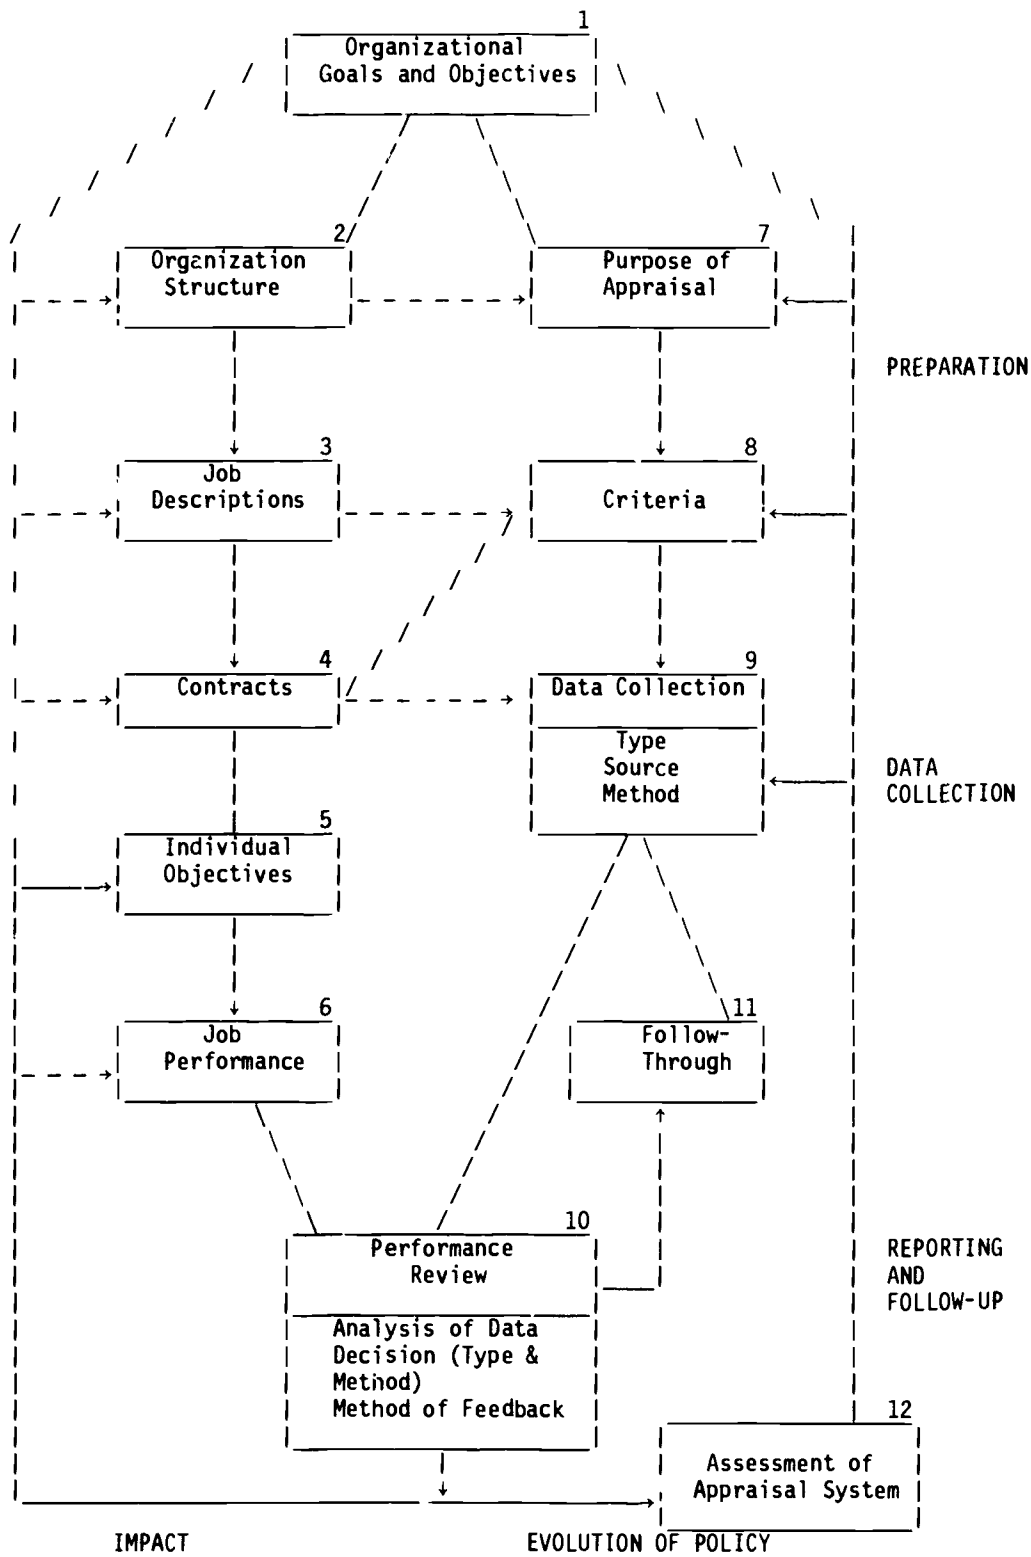 1
Organizational
Goals and Objectives
2
Organization
Structure
7
Purpose of
Appraisal
PREPARATION
3
Job
Descriptions
8
Criteria
4
Contracts
9
Data Collection
Type
Source
Method
DATA
COLLECTION
5
Individual
Objectives
6
Job
Performance
11
Follow-
Through
10
Performance
Review
REPORTING
AND
FOLLOW-UP
Analysis of Data
Decision (Type &
Method)
Method of Feedback
12
Assessment of
Appraisal System
IMPACT
EVOLUTION OF POLICY